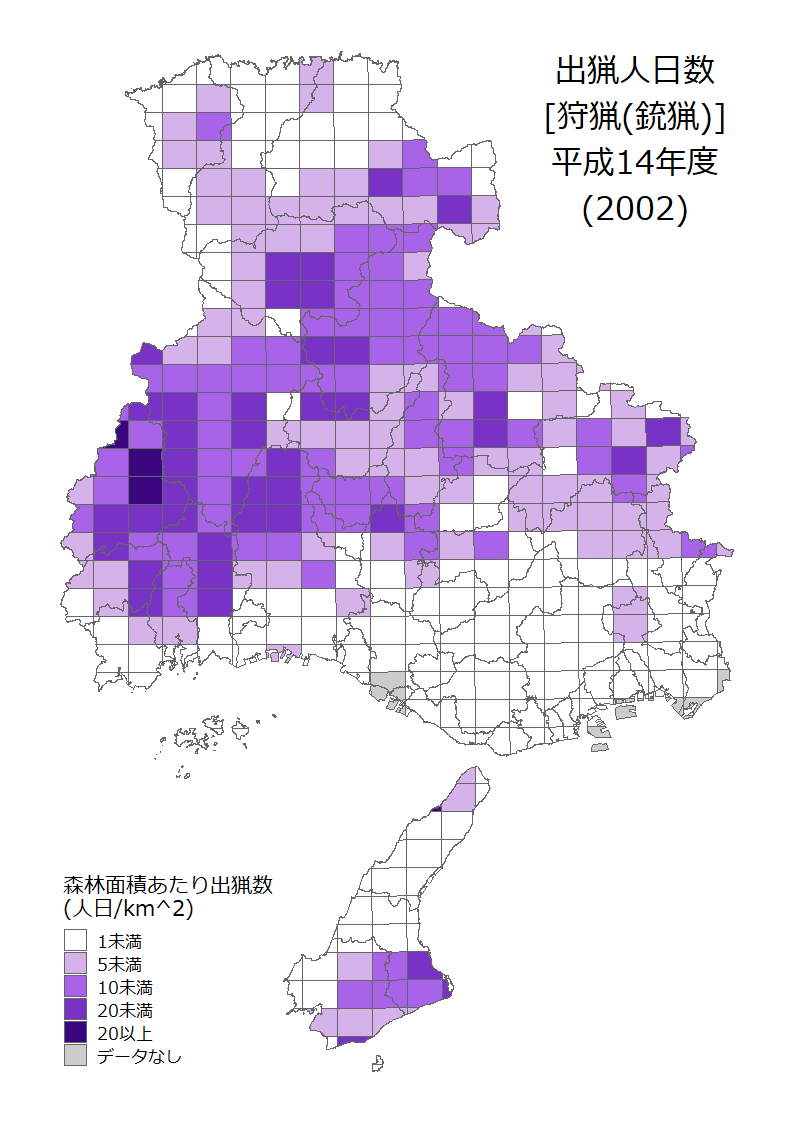 出猟人日数
[狩猟(銃猟)]
平成14年度
(2002)
森林面積あたり出猟数
(人日/km^2)
1未満
5未満
10未満
20未満
20以上
データなし